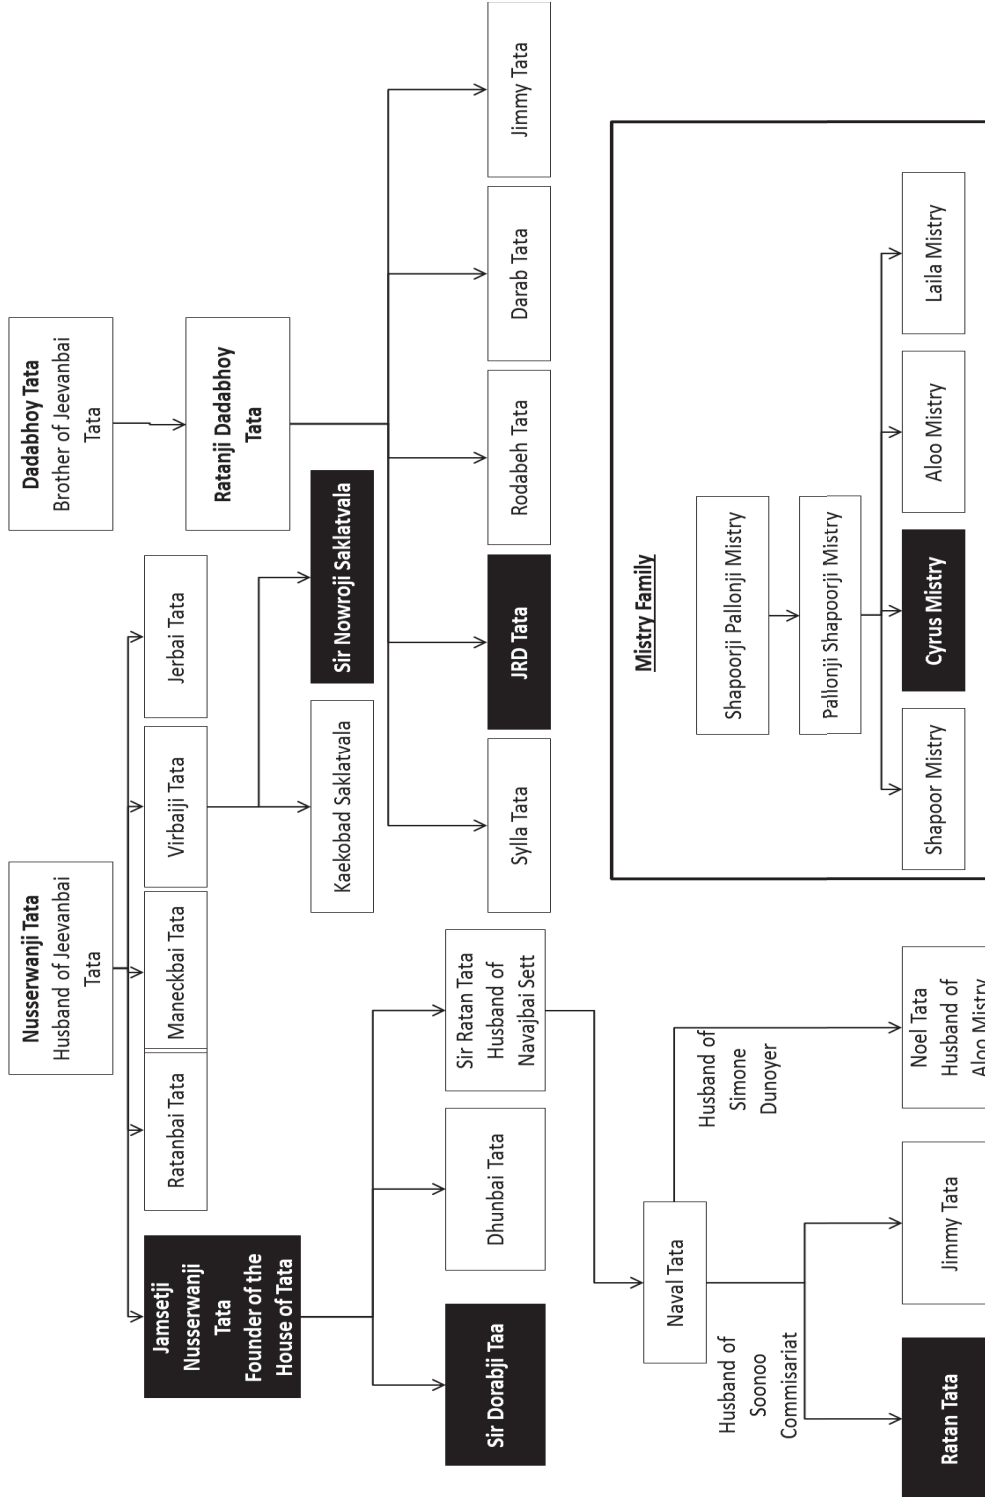 Nusserwanji Tata
Husband of Jeevanbai
Tata
Dadabhoy Tata
Brother of Jeevanbai
Tata
Jamsetji
Nusserwanji
Tata
Founder of the
House of Tata
Ratanbai Tata
Maneckbai Tata
Virbaiji Tata
Jerbai Tata
Ratanji Dadabhoy
Tata
Kaekobad Saklatvala
Sir Nowroji Saklatvala
Sir Dorabji Taa
Dhunbai Tata
Sir Ratan Tata
Husband of
Navajbai Sett
Sylla Tata
JRD Tata
Rodabeh Tata
Darab Tata
Jimmy Tata
Naval Tata
Husband of
Soonoo
Commisariat
Husband of
Simone
Dunoyer
Ratan Tata
Jimmy Tata
Noel Tata
Husband of
Aloo Mistry
Mistry Family
Shapoorji Pallonji Mistry
Pallonji Shapoorji Mistry
Shapoor Mistry
Cyrus Mistry
Aloo Mistry
Laila Mistry